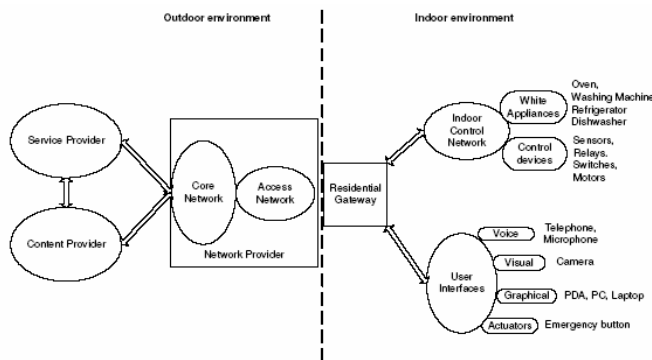 Outdoor environment
Indoor environment
Service Provider
Content Provider
Core
Network
Access
Network
Network Provider
Residential
Gateway
Indoor
Control
Network
White
Appliances
Oven,
Washing Machine
Refrigerator
Dishwasher
Control
devices
Sensors,
Relays.
Switches,
Motors
User
Interfaces
Voice
Telephone,
Microphone
Visual
Camera
Graphical
PDA, PC, Laptop
Actuators
Emergency button